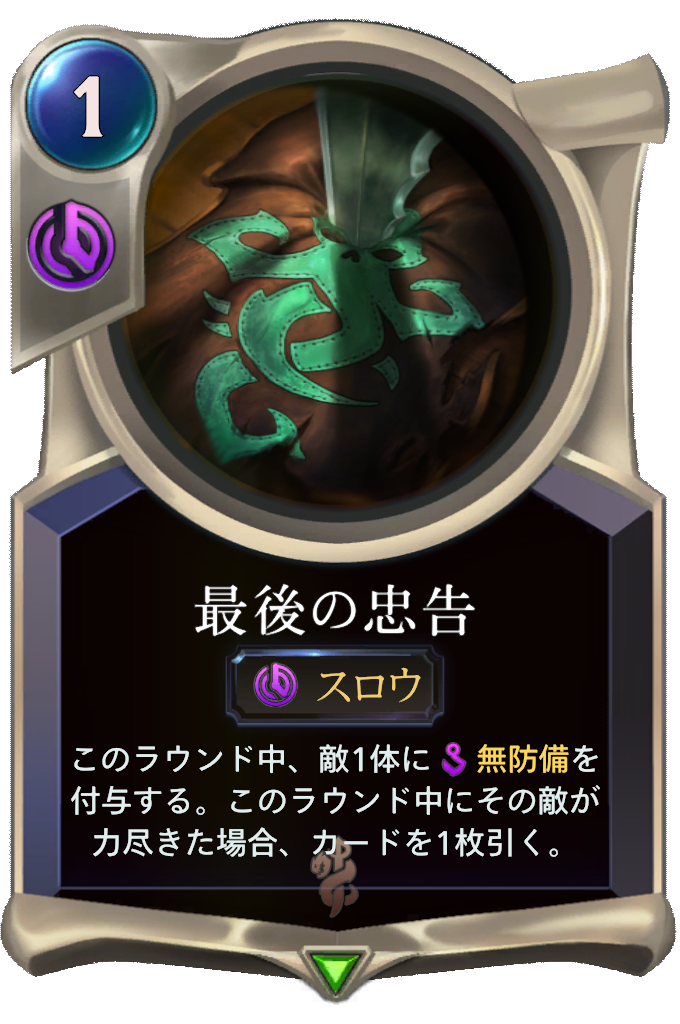 1
最後の忠告
スロウ
このラウンド中、敵1体に無防備を
付与する。このラウンド中にその敵が
力尽きた場合、カードを1枚引く。